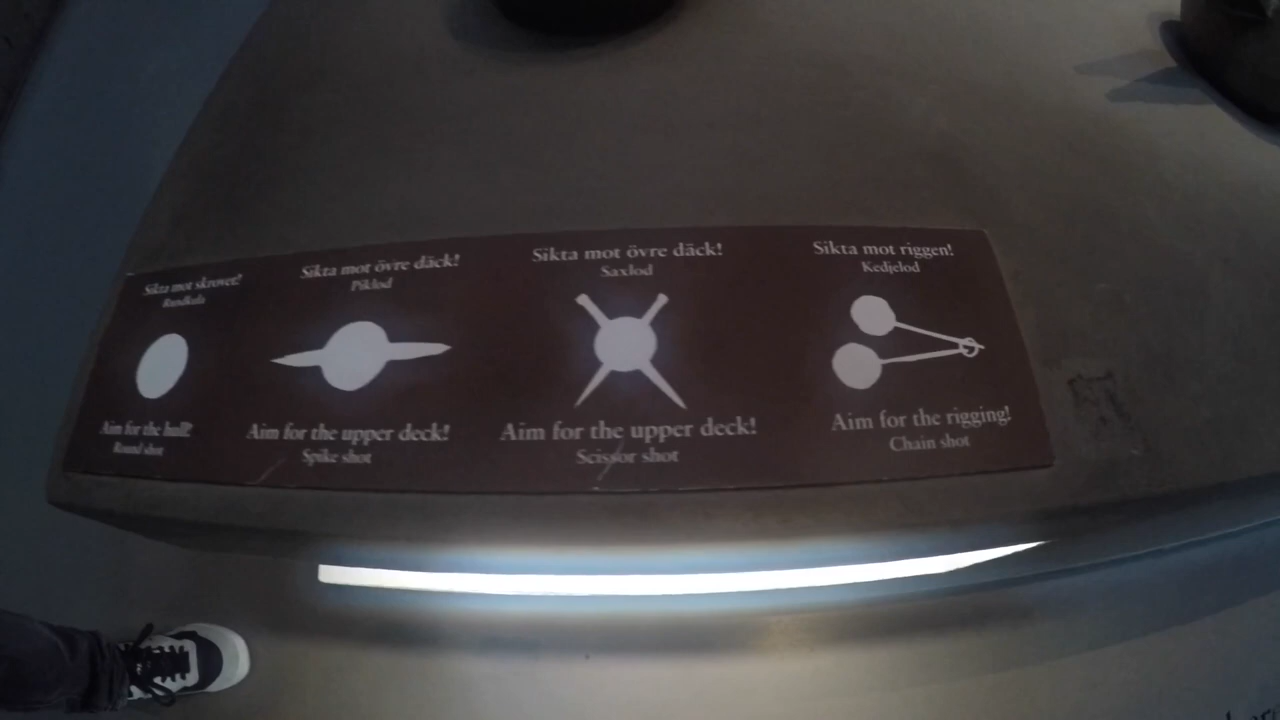 Sikta mot skrovet!
Rundkula
Aim for the hull!
Round shot
Sikta mot övre däck!
Piklod
Aim for the upper deck!
Spike shot
Sikta mot övre däck!
Saxlod
Aim for the upper deck!
Scissor shot
Sikta mot riggen!
Kedjelod
Aim for the rigging!
Chain shot